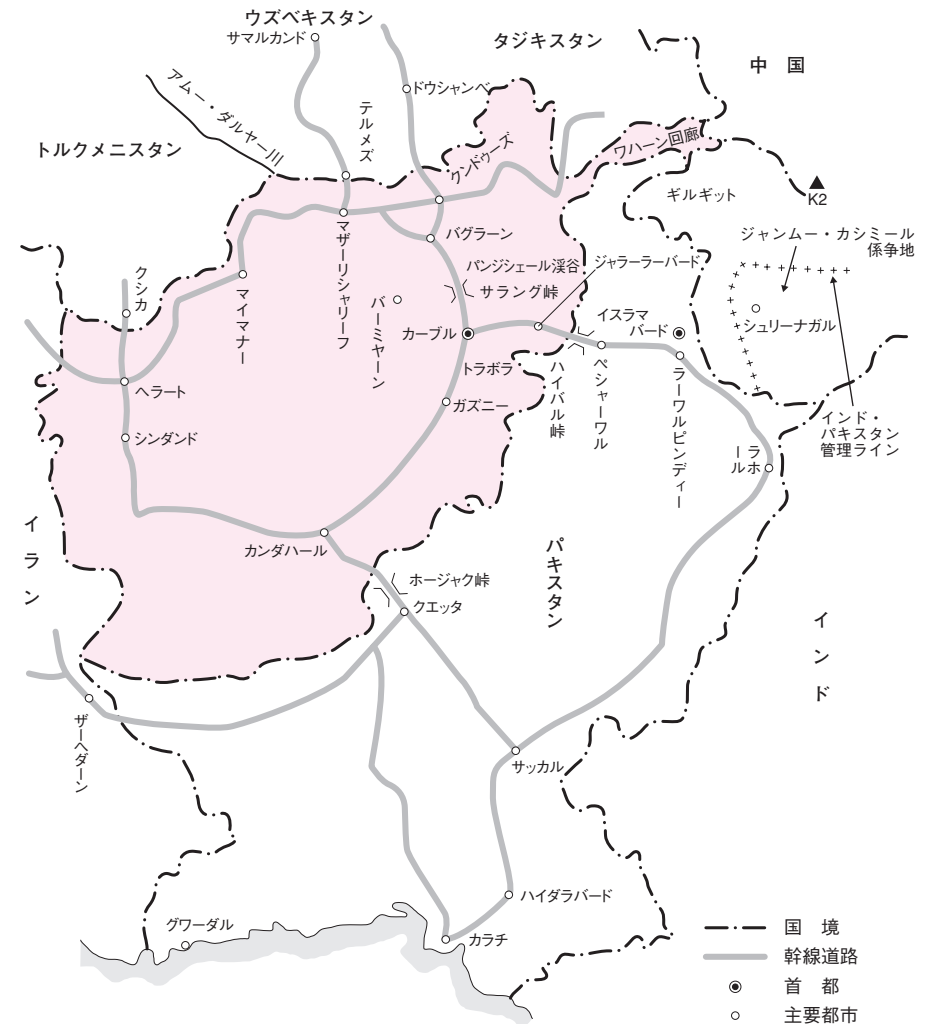 ウズベキスタン
サマルカンド
タジキスタン
中 国
ドウシャンベ
アムー・ダルヤー川
テルメズ
トルクメニスタン
クンドゥーズ
ワハーン回廊
K2
ギルギット
ジャンムー・カシミール
係争地
バグラーン
マザーリシャリーフ
クシカ
マイマナー
パンジシェール渓谷
ジャラーラーバード
サラング峠
バーミヤーン
カーブル
イスラマ
バード
シュリーナガル
トラボラ
ハイバル峠
ペシャーワル
ラーワルピンディー
ヘラート
ガズニー
シンダンド
インド・
パキスタン
管理ライン
ラホ
ール
イラン
カンダハール
パキスタン
ホージャク峠
クエッタ
インド
ザーヘダーン
サッカル
ハイダラバード
グワーダル
カラチ
国 境
幹線道路
首 都
主要都市